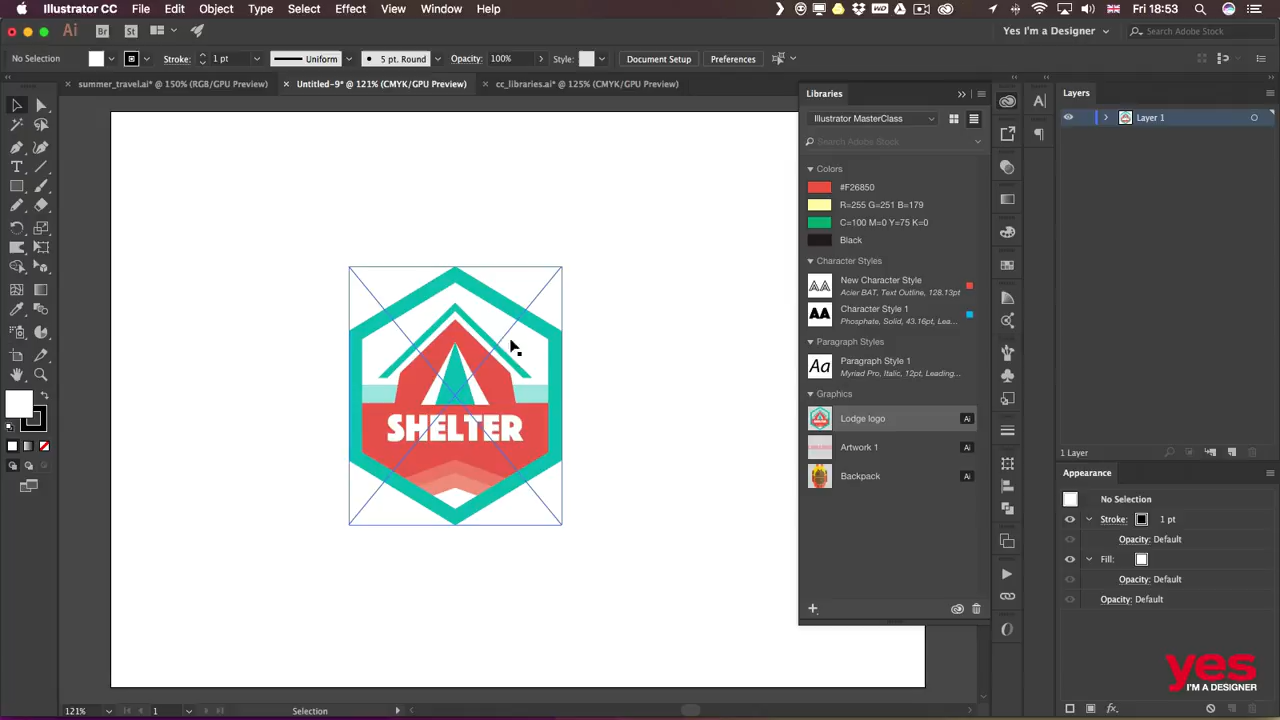 Illustrator CC File Edit Object Type Select Effect View Window Help
Fri 18:53
Ai Br St
Yes I'm a Designer
Search Adobe Stock
No Selection
Stroke: 1 pt
Uniform
5 pt. Round
Opacity: 100%
Style:
Document Setup
Preferences
summer_travel.ai* @ 150% (RGB/GPU Preview)
Untitled-9* @ 121% (CMYK/GPU Preview)
cc_libraries.ai* @ 125% (CMYK/GPU Preview)
SHELTER
Libraries
Illustrator MasterClass
Search Adobe Stock
Colors
#F26850
R=255 G=251 B=179
C=100 M=0 Y=75 K=0
Black
Character Styles
New Character Style
Acier BAT, Text Outline, 128.13pt
Character Style 1
Phosphate, Solid, 43.16pt, Lea...
Paragraph Styles
Paragraph Style 1
Myriad Pro, Italic, 12pt, Leading...
Graphics
Lodge logo Ai
Artwork 1 Ai
Backpack Ai
Layers
Layer 1
1 Layer
Appearance
No Selection
Stroke: 1 pt
Opacity: Default
Fill:
Opacity: Default
Opacity: Default
yes
I'M A DESIGNER
121%
1
Selection